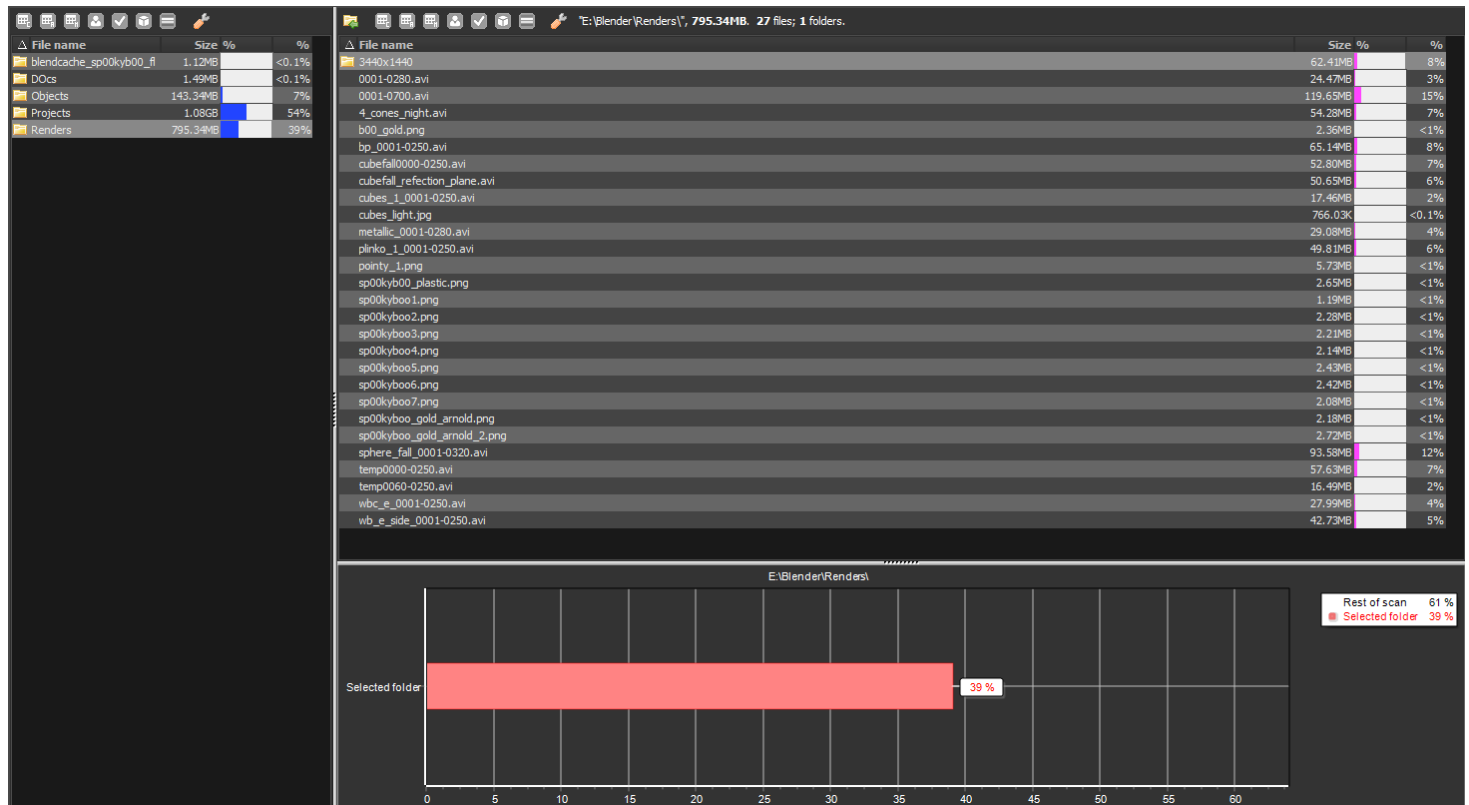 "E:\Blender\Renders\", 795.34MB. 27 files; 1 folders.
△ File name Size % %
blendcache_sp00kyb00_fl 1.12MB <0.1%
DOcs 1.49MB <0.1%
Objects 143.34MB 7%
Projects 1.08GB 54%
Renders 795.34MB 39%
△ File name Size % %
3440x1440 62.41MB 8%
0001-0280.avi 24.47MB 3%
0001-0700.avi 119.65MB 15%
4_cones_night.avi 54.28MB 7%
b00_gold.png 2.36MB <1%
bp_0001-0250.avi 65.14MB 8%
cubefall0000-0250.avi 52.80MB 7%
cubefall_refection_plane.avi 50.65MB 6%
cubes_1_0001-0250.avi 17.46MB 2%
cubes_light.jpg 766.03K <0.1%
metallic_0001-0280.avi 29.08MB 4%
plinko_1_0001-0250.avi 49.81MB 6%
pointy_1.png 5.73MB <1%
sp00kyb00_plastic.png 2.65MB <1%
sp00kyboo1.png 1.19MB <1%
sp00kyboo2.png 2.28MB <1%
sp00kyboo3.png 2.21MB <1%
sp00kyboo4.png 2.14MB <1%
sp00kyboo5.png 2.43MB <1%
sp00kyboo6.png 2.42MB <1%
sp00kyboo7.png 2.08MB <1%
sp00kyboo_gold_arnold.png 2.18MB <1%
sp00kyboo_gold_arnold_2.png 2.72MB <1%
sphere_fall_0001-0320.avi 93.58MB 12%
temp0000-0250.avi 57.63MB 7%
temp0060-0250.avi 16.49MB 2%
wbc_e_0001-0250.avi 27.99MB 4%
wb_e_side_0001-0250.avi 42.73MB 5%
E:\Blender\Renders\
Rest of scan 61 %
Selected folder 39 %
Selected folder 39 %
0 5 10 15 20 25 30 35 40 45 50 55 60